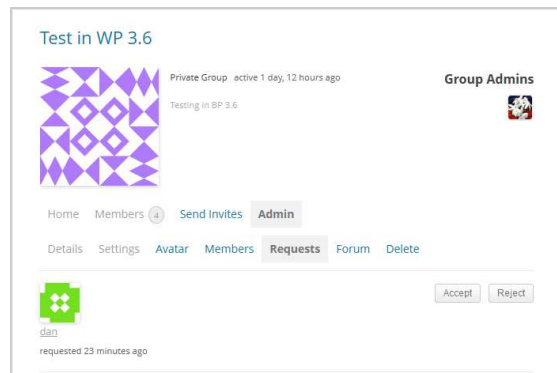 Test in WP 3.6
Private Group active 1 day, 12 hours ago
Group Admins
Testing in BP 3.6
Home Members 4 Send Invites Admin
Details Settings Avatar Members Requests Forum Delete
Accept Reject
dan
requested 23 minutes ago